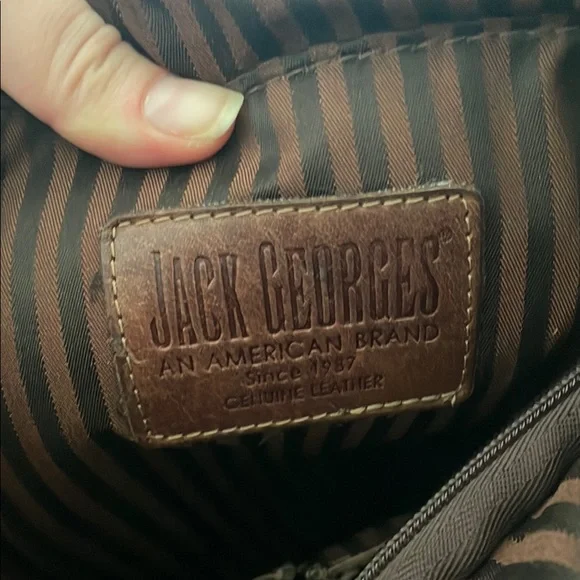 JACK GEORGES®
AN AMERICAN BRAND
Since 1987
GENUINE LEATHER